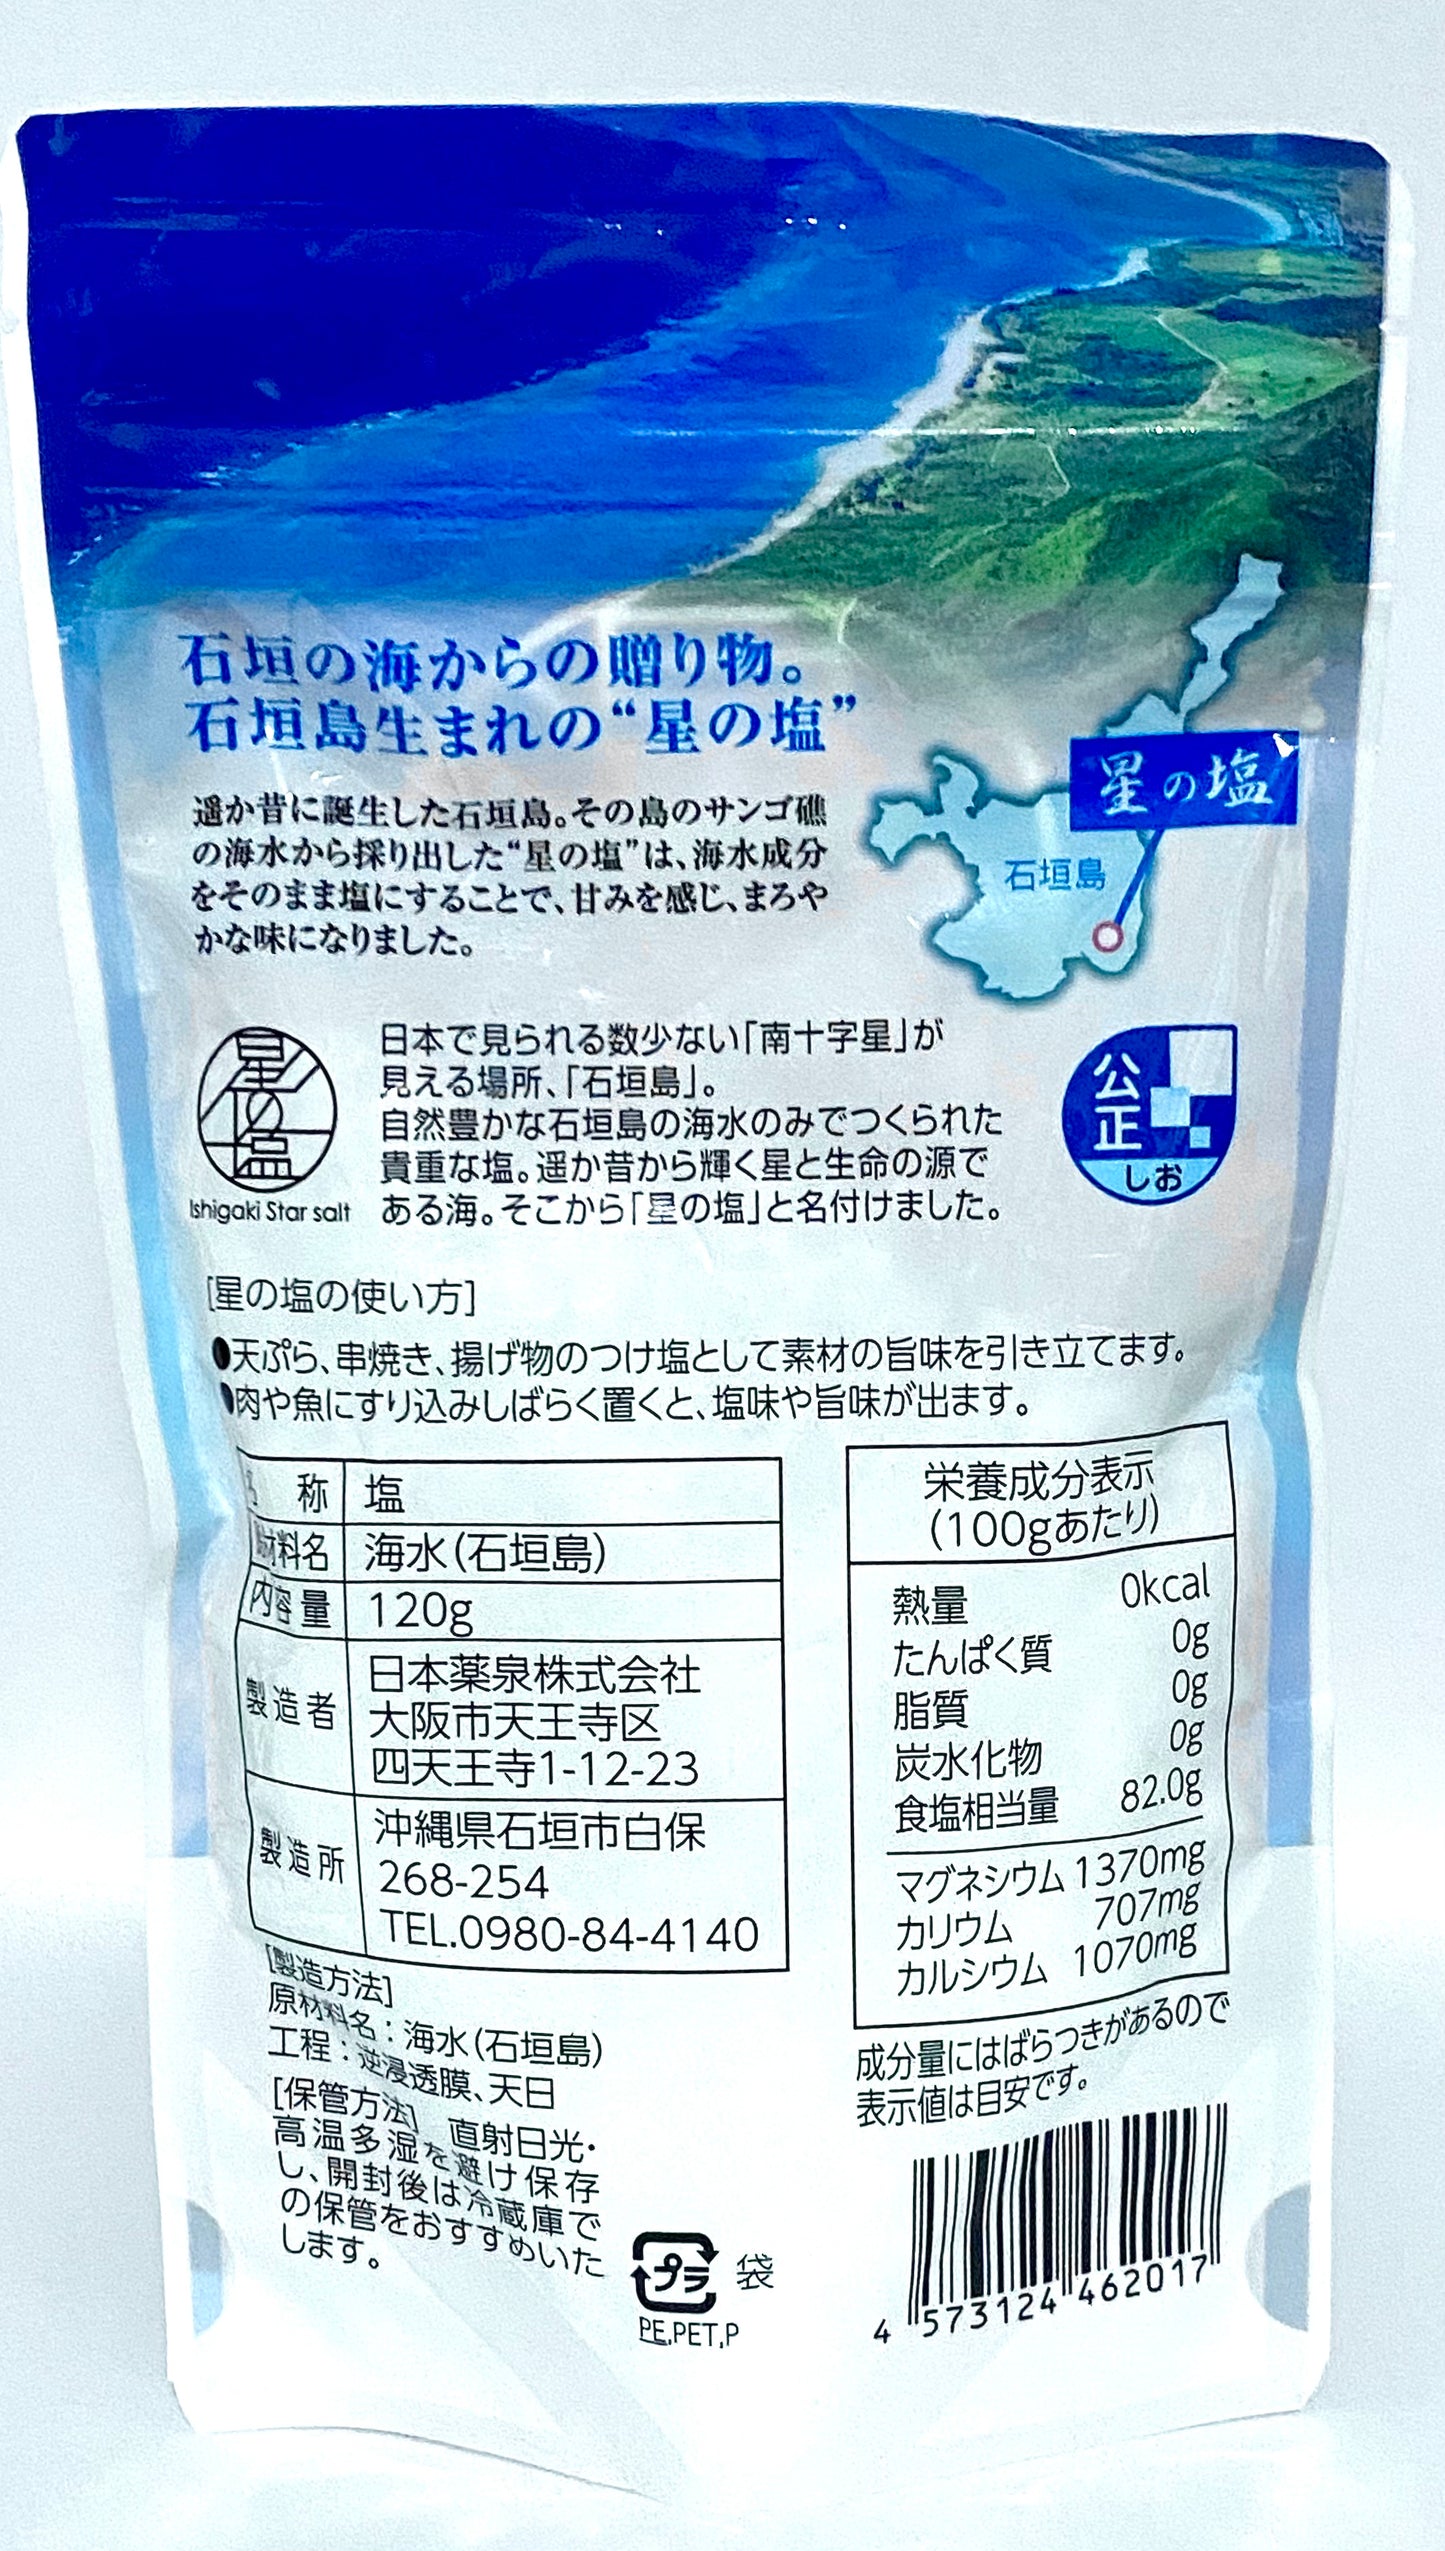 石垣の海からの贈り物。
石垣島生まれの“星の塩”
遥か昔に誕生した石垣島。その島のサンゴ礁
の海水から採り出した“星の塩”は、海水成分
をそのまま塩にすることで、甘みを感じ、まろや
かな味になりました。
星の塩
石垣島
星の塩
Ishigaki Star salt
日本で見られる数少ない「南十字星」が
見える場所、「石垣島」。
自然豊かな石垣島の海水のみでつくられた
貴重な塩。遥か昔から輝く星と生命の源で
ある海。そこから「星の塩」と名付けました。
公正
しお
[星の塩の使い方]
●天ぷら、串焼き、揚げ物のつけ塩として素材の旨味を引き立てます。
●肉や魚にすり込みしばらく置くと、塩味や旨味が出ます。
名 称 塩
原材料名 海水(石垣島)
内容量 120g
製造者 日本薬泉株式会社
大阪市天王寺区
四天王寺1-12-23
製造所 沖縄県石垣市白保
268-254
TEL.0980-84-4140
[製造方法]
原材料名:海水(石垣島)
工程:逆浸透膜、天日
[保管方法] 直射日光・
高温多湿を避け保存
し、開封後は冷蔵庫で
の保管をおすすめいた
します。
プラ 袋
PE,PET,P
栄養成分表示
(100gあたり)
熱量 0kcal
たんぱく質 0g
脂質 0g
炭水化物 0g
食塩相当量 82.0g
マグネシウム 1370mg
カリウム 707mg
カルシウム 1070mg
成分量にはばらつきがあるので
表示値は目安です。
4 573124 462017